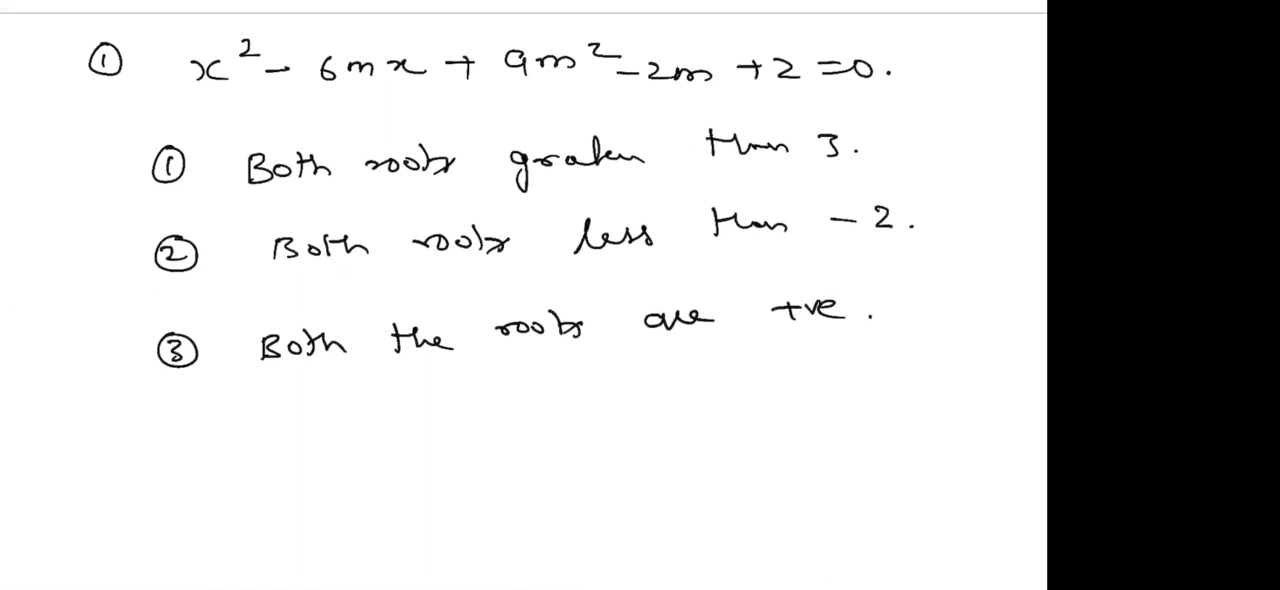 ① x² - 6mx + 9m² - 2m + 2 = 0.
① Both roots greater than 3.
② Both roots less than -2.
③ Both the roots are +ve.